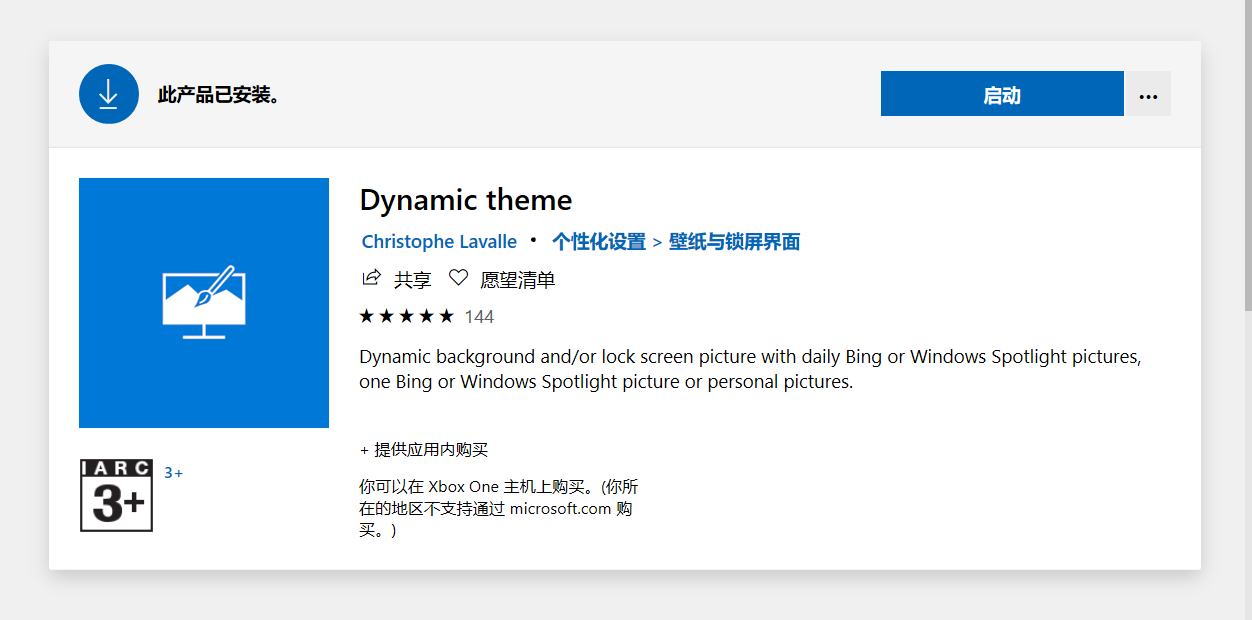 此产品已安装。
启动
...
Dynamic theme
Christophe Lavalle • 个性化设置 > 壁纸与锁屏界面
共享 愿望清单
★★★★★ 144
Dynamic background and/or lock screen picture with daily Bing or Windows Spotlight pictures,
one Bing or Windows Spotlight picture or personal pictures.
IARC
3+
3+
+ 提供应用内购买
你可以在 Xbox One 主机上购买。(你所
在的地区不支持通过 microsoft.com 购
买。)